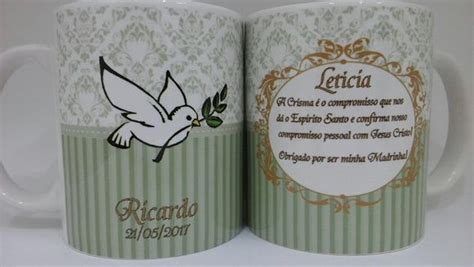 Ricardo
21/05/2017
Leticia
A Crisma é o compromisso que nos
dá o Espírito Santo e confirma nosso
compromisso pessoal com Jesus Cristo!
Obrigado por ser minha Madrinha!